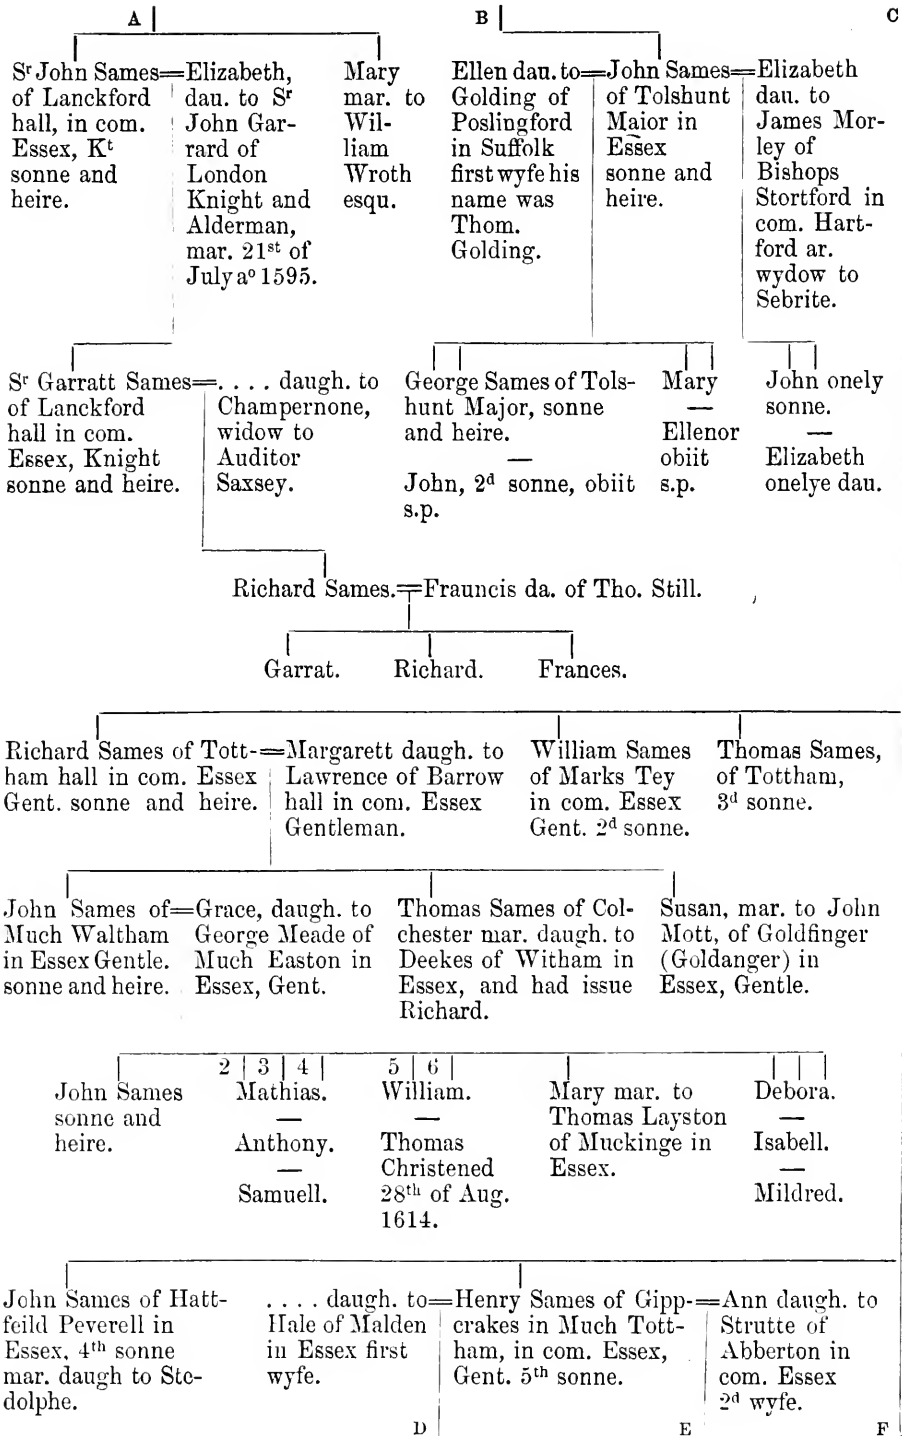 A B C
Sʳ John Sames=Elizabeth,
of Lanckford
hall, in com.
Essex, Kᵗ
sonne and
heire.
dau. to Sʳ
John Gar-
rard of
London
Knight and
Alderman,
mar. 21ˢᵗ of
July aº 1595.
Mary
mar. to
Wil-
liam
Wroth
esqu.
Ellen dau. to=John Sames=Elizabeth
Golding of
Poslingford
in Suffolk
first wyfe his
name was
Thom.
Golding.
of Tolshunt
Maior in
Essex
sonne and
heire.
dau. to
James Mor-
ley of
Bishops
Stortford in
com. Hart-
ford ar.
wydow to
Sebrite.
Sʳ Garratt Sames=. . . . daugh. to
of Lanckford
hall in com.
Essex, Knight
sonne and heire.
Champernone,
widow to
Auditor
Saxsey.
George Sames of Tols-
hunt Major, sonne
and heire.
—
John, 2ᵈ sonne, obiit
s.p.
Mary
—
Ellenor
obiit
s.p.
John onely
sonne.
—
Elizabeth
onelye dau.
Richard Sames.=Frauncis da. of Tho. Still.
Garrat. Richard. Frances.
Richard Sames of Tott-=Margarett daugh. to
ham hall in com. Essex
Gent. sonne and heire.
Lawrence of Barrow
hall in com. Essex
Gentleman.
William Sames
of Marks Tey
in com. Essex
Gent. 2ᵈ sonne.
Thomas Sames,
of Tottham,
3ᵈ sonne.
John Sames of=Grace, daugh. to
Much Waltham
in Essex Gentle.
sonne and heire.
George Meade of
Much Easton in
Essex, Gent.
Thomas Sames of Col-
chester mar. daugh. to
Deekes of Witham in
Essex, and had issue
Richard.
Susan, mar. to John
Mott, of Goldfinger
(Goldanger) in
Essex, Gentle.
2 3 4 5 6
John Sames
sonne and
heire.
Mathias.
—
Anthony.
—
Samuell.
William.
—
Thomas
Christened
28ᵗʰ of Aug.
1614.
Mary mar. to
Thomas Layston
of Muckinge in
Essex.
Debora.
—
Isabell.
—
Mildred.
John Sames of Hatt-
feild Peverell in
Essex, 4ᵗʰ sonne
mar. daugh to Ste-
dolphe.
. . . . daugh. to=Henry Sames of Gipp-=Ann daugh. to
Hale of Malden
in Essex first
wyfe.
crakes in Much Tott-
ham, in com. Essex,
Gent. 5ᵗʰ sonne.
Strutte of
Abberton in
com. Essex
2ᵈ wyfe.
D E F